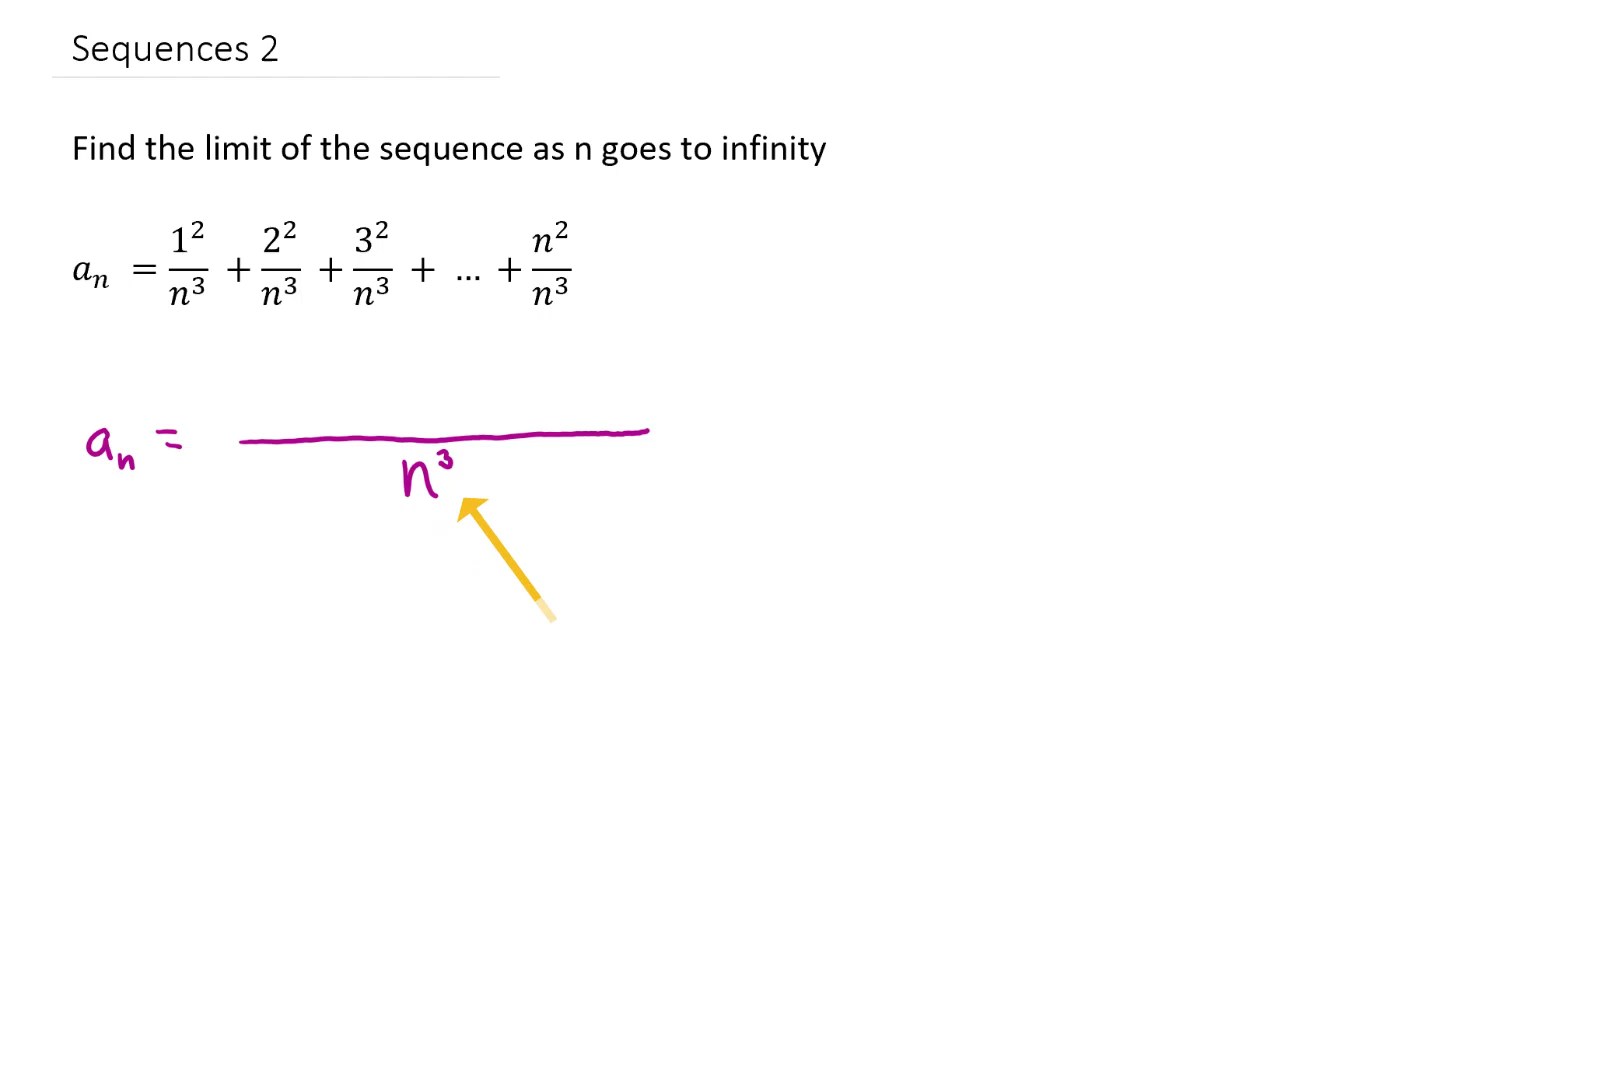 Sequences 2
Find the limit of the sequence as n goes to infinity
aₙ = 1²/n³ + 2²/n³ + 3²/n³ + ... + n²/n³
aₙ = ‾‾‾‾/n³